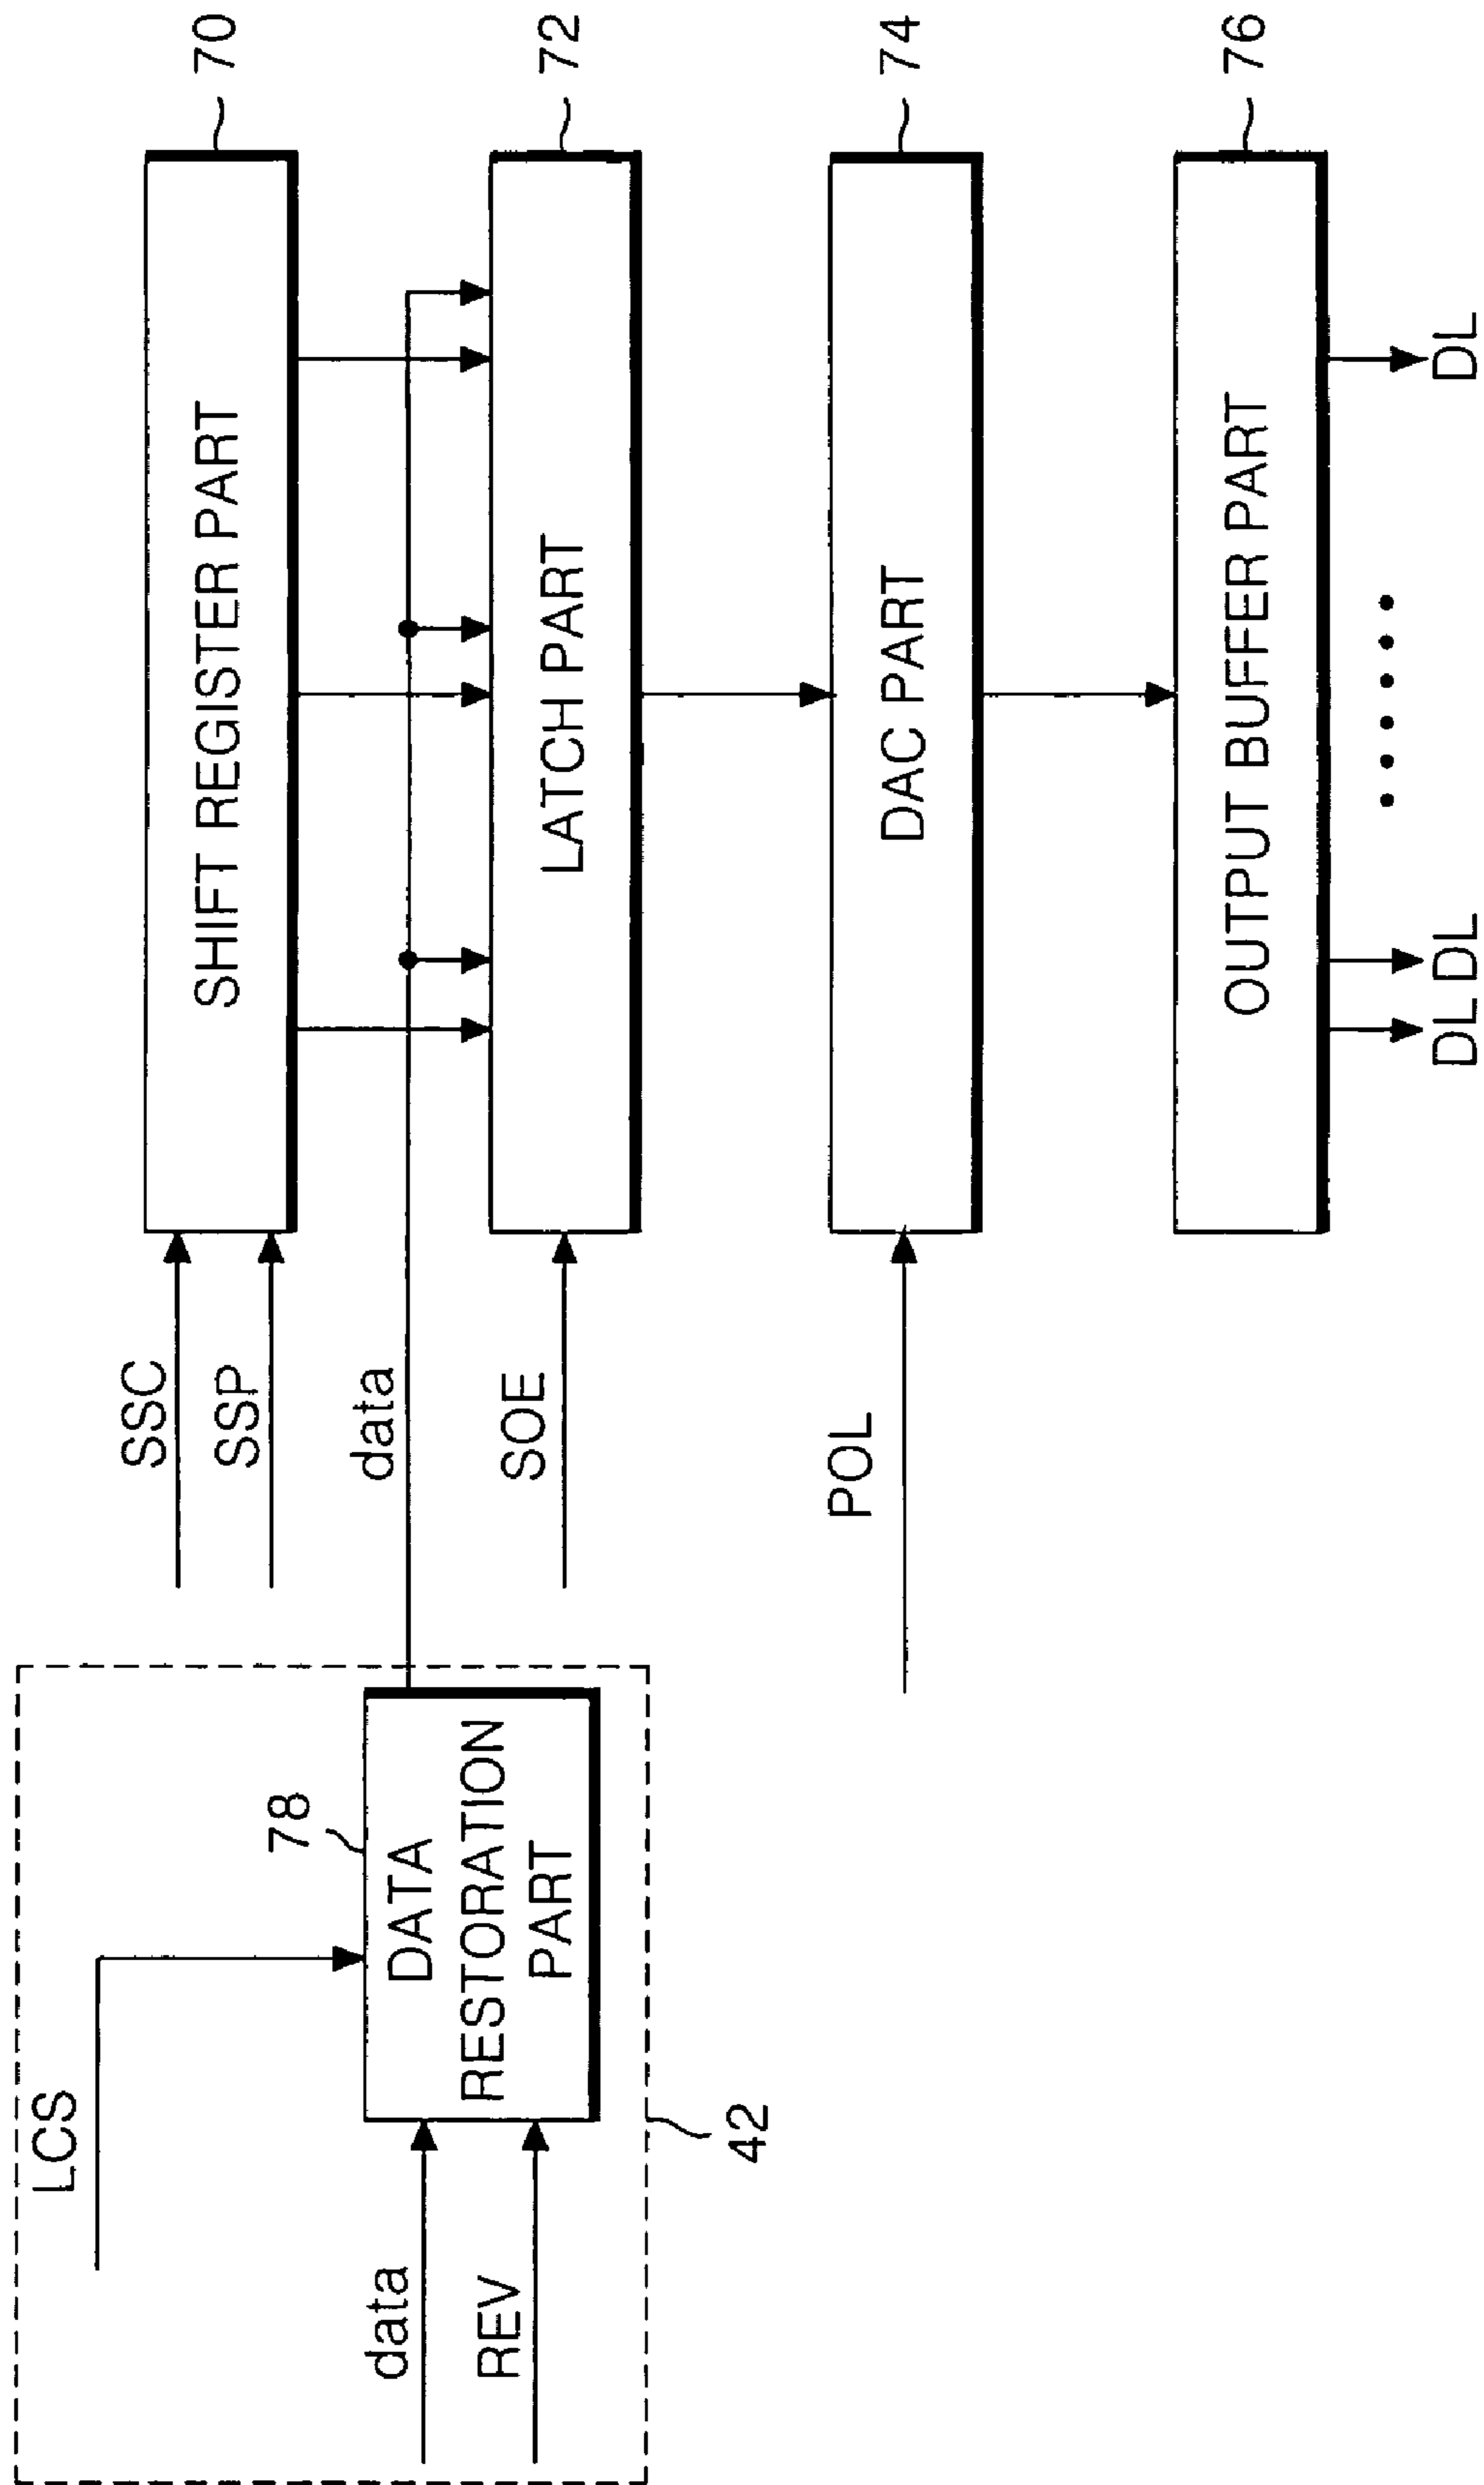 SSC
SHIFT REGISTER PART
70
SSP
LCS
78
data
data
DATA
RESTORATION
PART
REV
42
SOE
LATCH PART
72
POL
DAC PART
74
OUTPUT BUFFER PART
76
DL DL DL